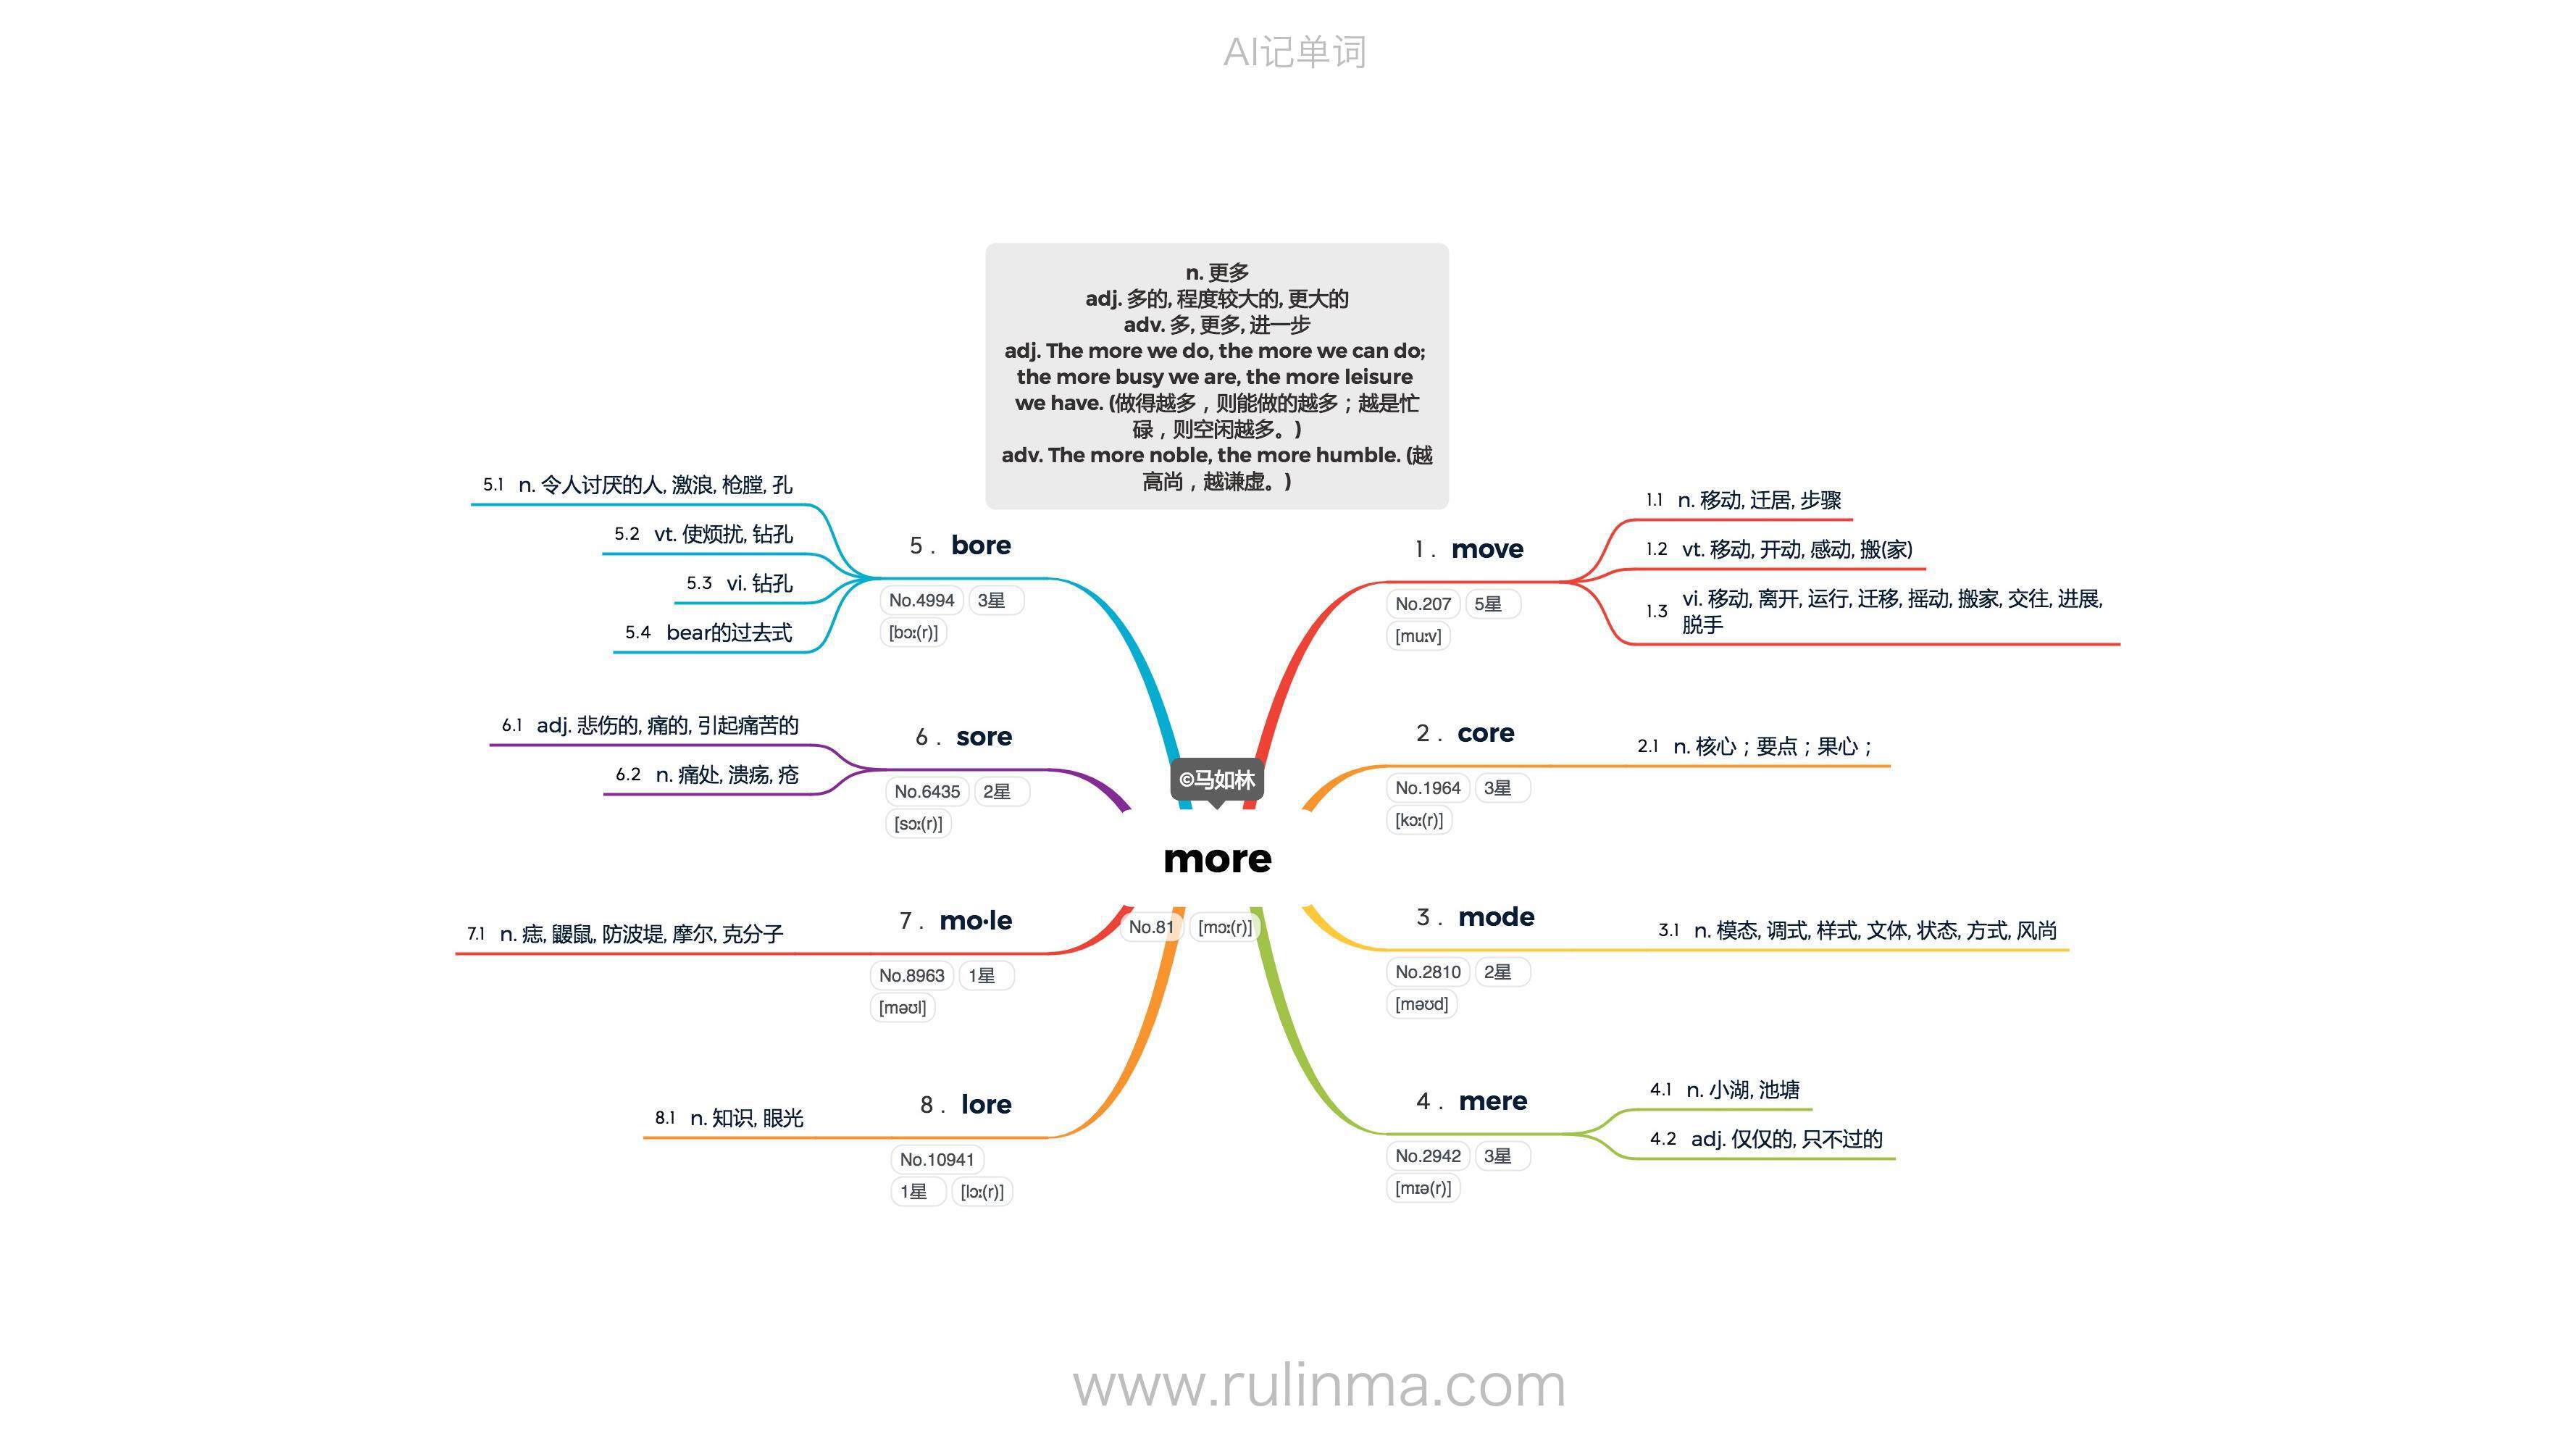 AI记单词
n. 更多
adj. 多的, 程度较大的, 更大的
adv. 多, 更多, 进一步
adj. The more we do, the more we can do;
the more busy we are, the more leisure
we have. (做得越多，则能做的越多；越是忙
碌，则空闲越多。)
adv. The more noble, the more humble. (越
高尚，越谦虚。)
©马如林
more
No.81 [mɔː(r)]
1. move
No.207 5星
[muːv]
1.1 n. 移动, 迁居, 步骤
1.2 vt. 移动, 开动, 感动, 搬(家)
1.3 vi. 移动, 离开, 运行, 迁移, 摇动, 搬家, 交往, 进展,
脱手
2. core
No.1964 3星
[kɔː(r)]
2.1 n. 核心；要点；果心；
3. mode
No.2810 2星
[məʊd]
3.1 n. 模态, 调式, 样式, 文体, 状态, 方式, 风尚
4. mere
No.2942 3星
[mɪə(r)]
4.1 n. 小湖, 池塘
4.2 adj. 仅仅的, 只不过的
5. bore
No.4994 3星
[bɔː(r)]
5.1 n. 令人讨厌的人, 激浪, 枪膛, 孔
5.2 vt. 使烦扰, 钻孔
5.3 vi. 钻孔
5.4 bear的过去式
6. sore
No.6435 2星
[sɔː(r)]
6.1 adj. 悲伤的, 痛的, 引起痛苦的
6.2 n. 痛处, 溃疡, 疮
7. mo·le
No.8963 1星
[məʊl]
7.1 n. 痣, 鼹鼠, 防波堤, 摩尔, 克分子
8. lore
No.10941
1星 [lɔː(r)]
8.1 n. 知识, 眼光
www.rulinma.com